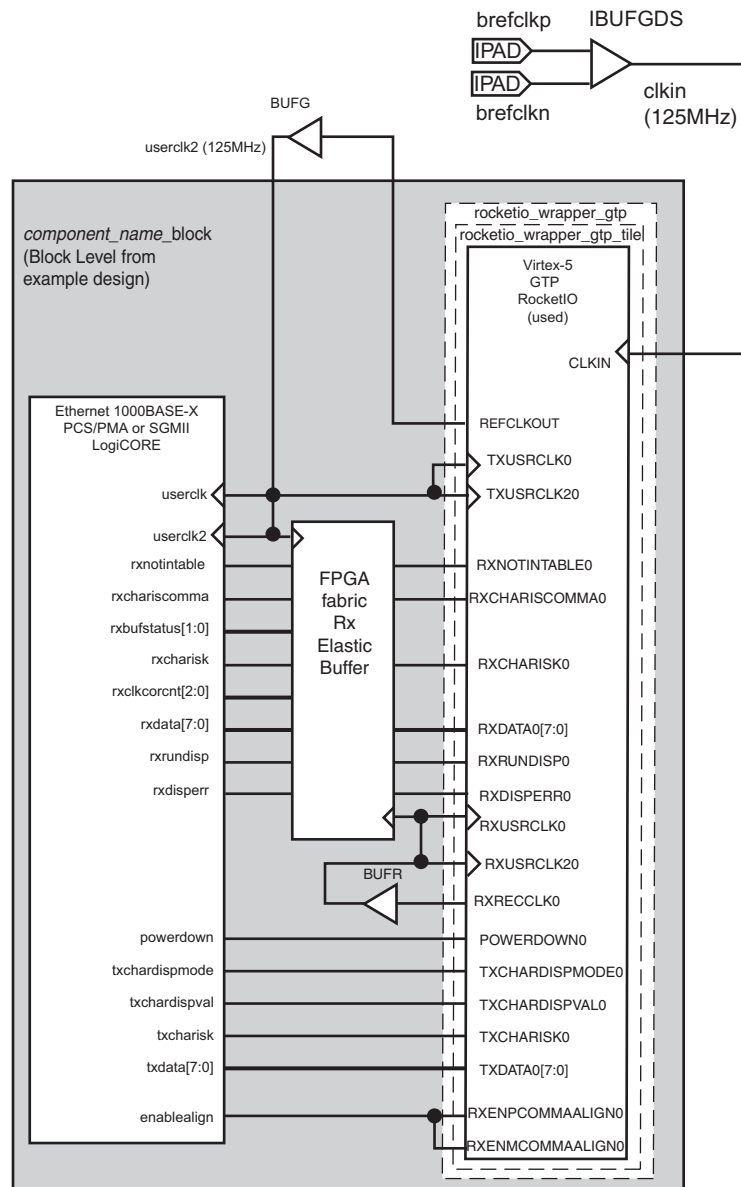 brefclkp
IBUFGDS
IPAD
IPAD
brefclkn
clkin
(125MHz)
BUFG
userclk2 (125MHz)
component_name_block
(Block Level from
example design)
rocketio_wrapper_gtp
rocketio_wrapper_gtp_tile
Virtex-5
GTP
RocketIO
(used)
CLKIN
REFCLKOUT
TXUSRCLK0
TXUSRCLK20
RXNOTINTABLE0
RXCHARISCOMMA0
RXCHARISK0
RXDATA0[7:0]
RXRUNDISP0
RXDISPERR0
RXUSRCLK0
RXUSRCLK20
RXRECCLK0
POWERDOWN0
TXCHARDISPMODE0
TXCHARDISPVAL0
TXCHARISK0
TXDATA0[7:0]
RXENPCOMMAALIGN0
RXENMCOMMAALIGN0
Ethernet 1000BASE-X
PCS/PMA or SGMII
LogiCORE
userclk
userclk2
rxnotintable
rxchariscomma
rxbufstatus[1:0]
rxcharisk
rxclkcorcnt[2:0]
rxdata[7:0]
rxrundisp
rxdisperr
powerdown
txchardispmode
txchardispval
txcharisk
txdata[7:0]
enablealign
FPGA
fabric
Rx
Elastic
Buffer
BUFR